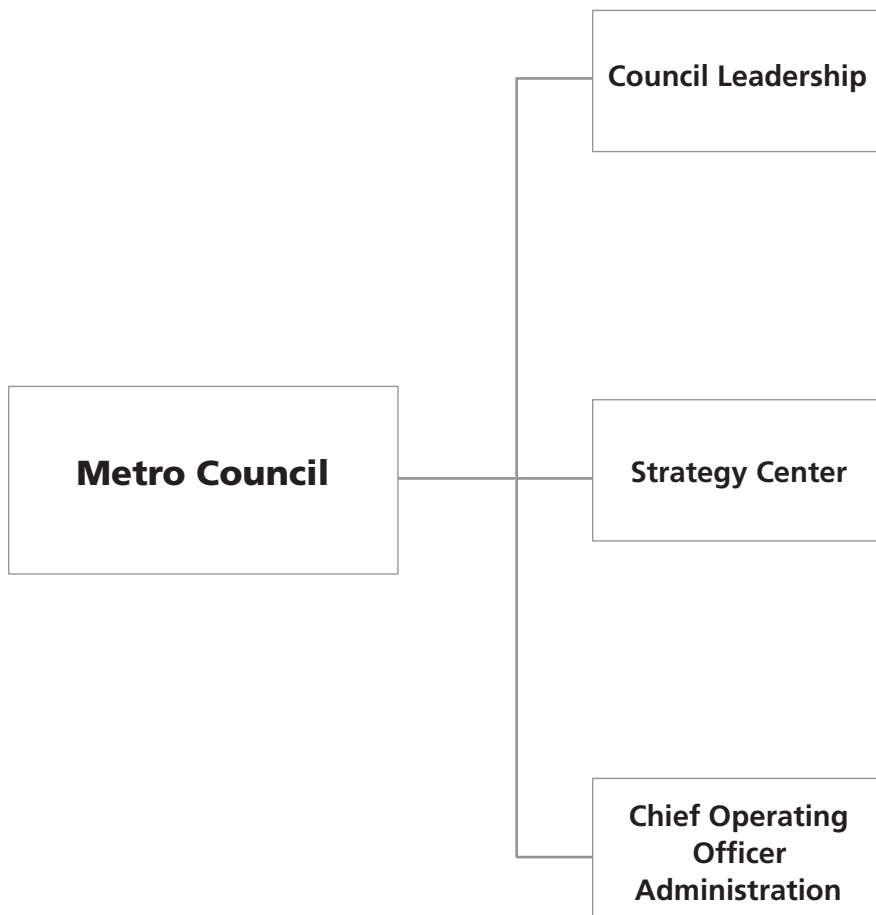 Council Leadership
Metro Council
Strategy Center
Chief Operating
Officer
Administration